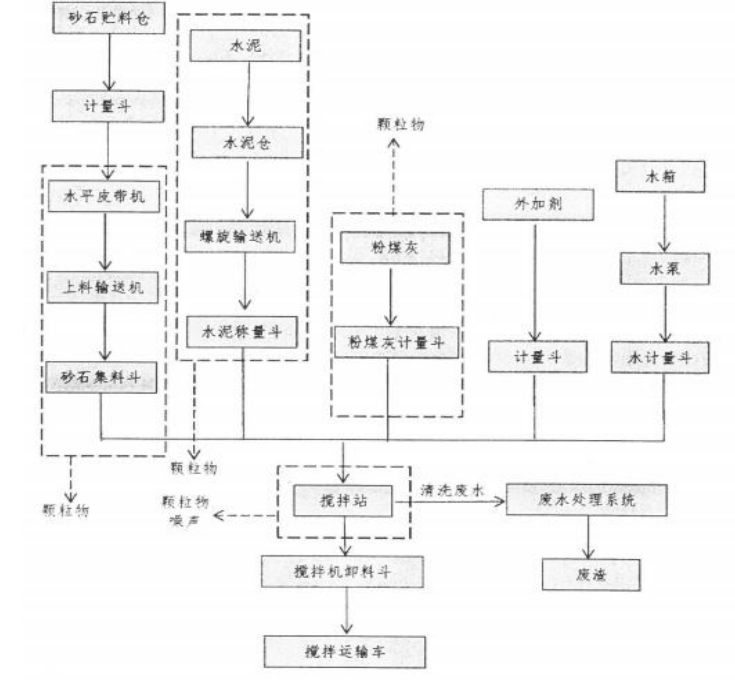 砂石贮料仓
计量斗
水平皮带机
上料输送机
砂石集料斗
颗粒物
水泥
水泥仓
螺旋输送机
水泥称量斗
颗粒物
颗粒物
粉煤灰
粉煤灰计量斗
外加剂
计量斗
水箱
水泵
水计量斗
颗粒物
噪声
搅拌站
清洗废水
废水处理系统
废渣
搅拌机卸料斗
搅拌运输车